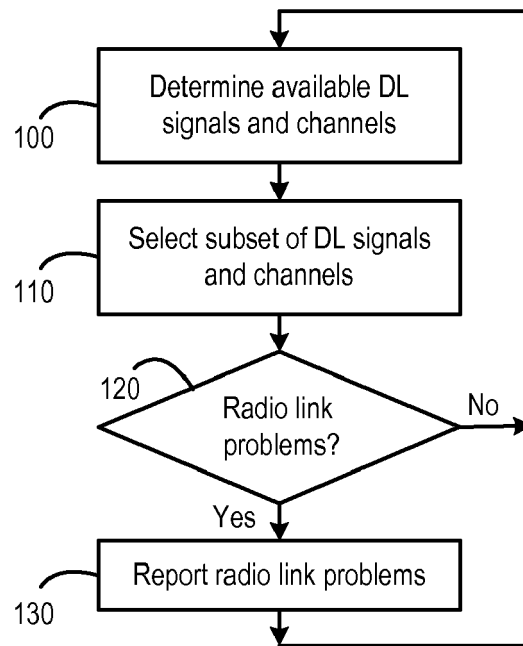 Determine available DL
signals and channels
100
Select subset of DL signals
and channels
110
120
Radio link
problems?
No
Yes
Report radio link problems
130